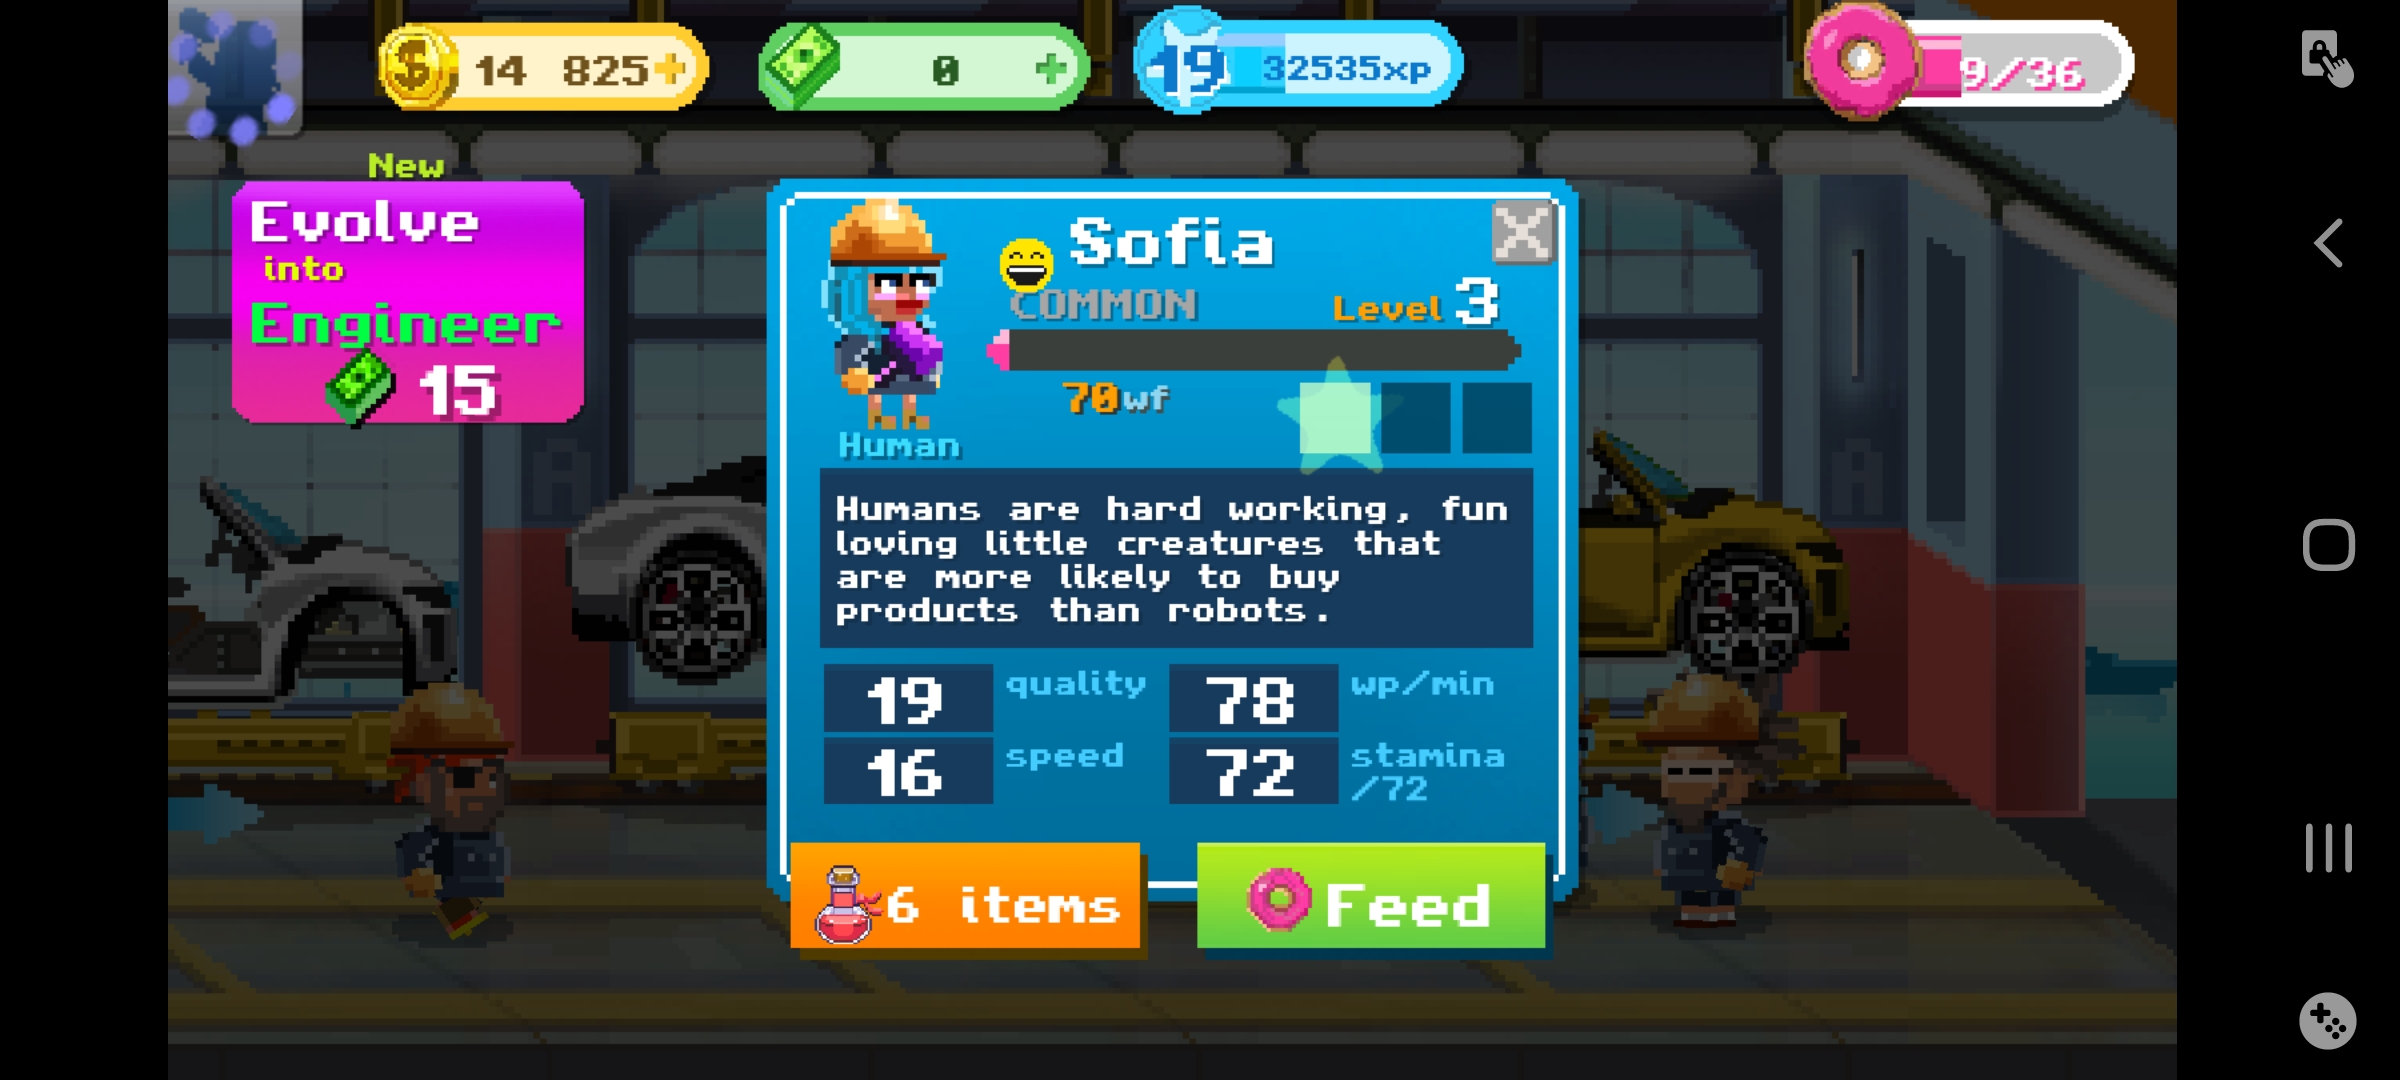 14 825
0
19 32535xp
9/36
New
Evolve
into
Engineer
15
Sofia
COMMON
Level 3
70wf
Human
Humans are hard working, fun
loving little creatures that
are more likely to buy
products than robots.
19 quality 78 wp/min
16 speed 72 stamina
/72
6 items
Feed
A
A